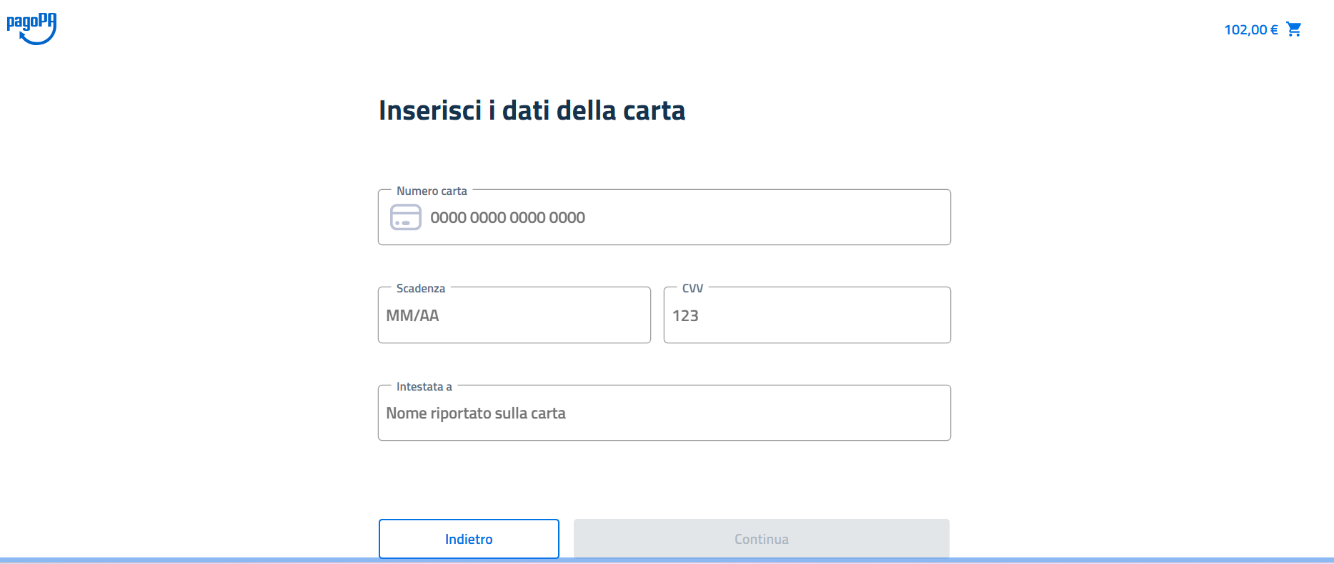 pagoPA
102,00 €
Inserisci i dati della carta
Numero carta
0000 0000 0000 0000
Scadenza
MM/AA
CVV
123
Intestata a
Nome riportato sulla carta
Indietro
Continua